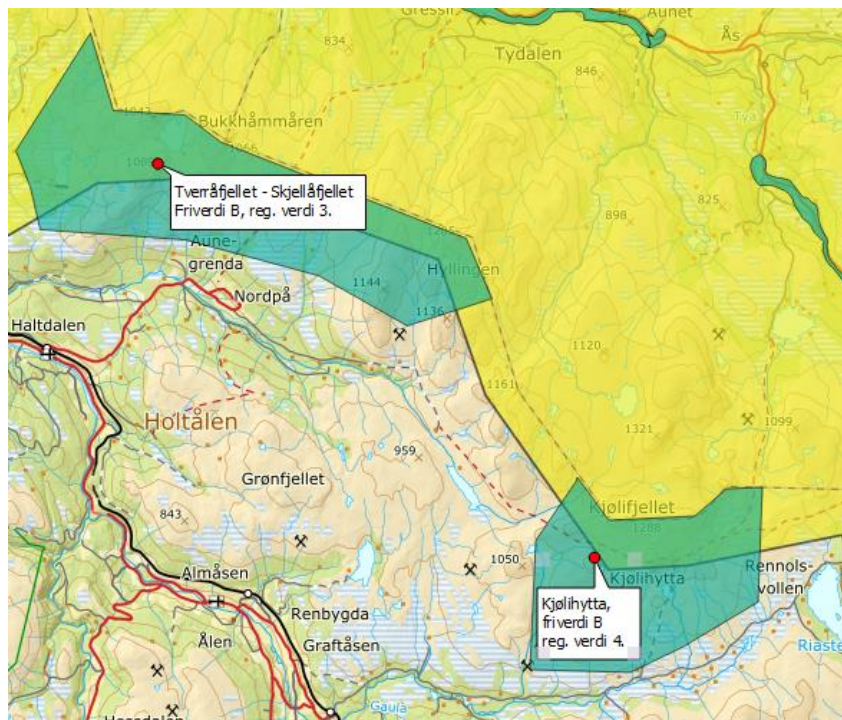 Aunet
Ås
834
Tydalen
846
Tya
1043
Bukkhåmmåren
1066
Tverråfjellet - Skjellåfjellet
Friverdi B, reg. verdi 3.
825
898
Aune-
grenda
Hyllingen
1144
Nordpå
1136
Haltdalen
1120
1161
Holtålen
1099
1321
959
Grønfjellet
Kjølifjellet
843
1288
1050
Kjølihytta
Rennols-
vollen
Almåsen
Kjølihytta,
friverdi B
reg. verdi 4.
Renbygda
Ålen
Graftåsen
Gaula